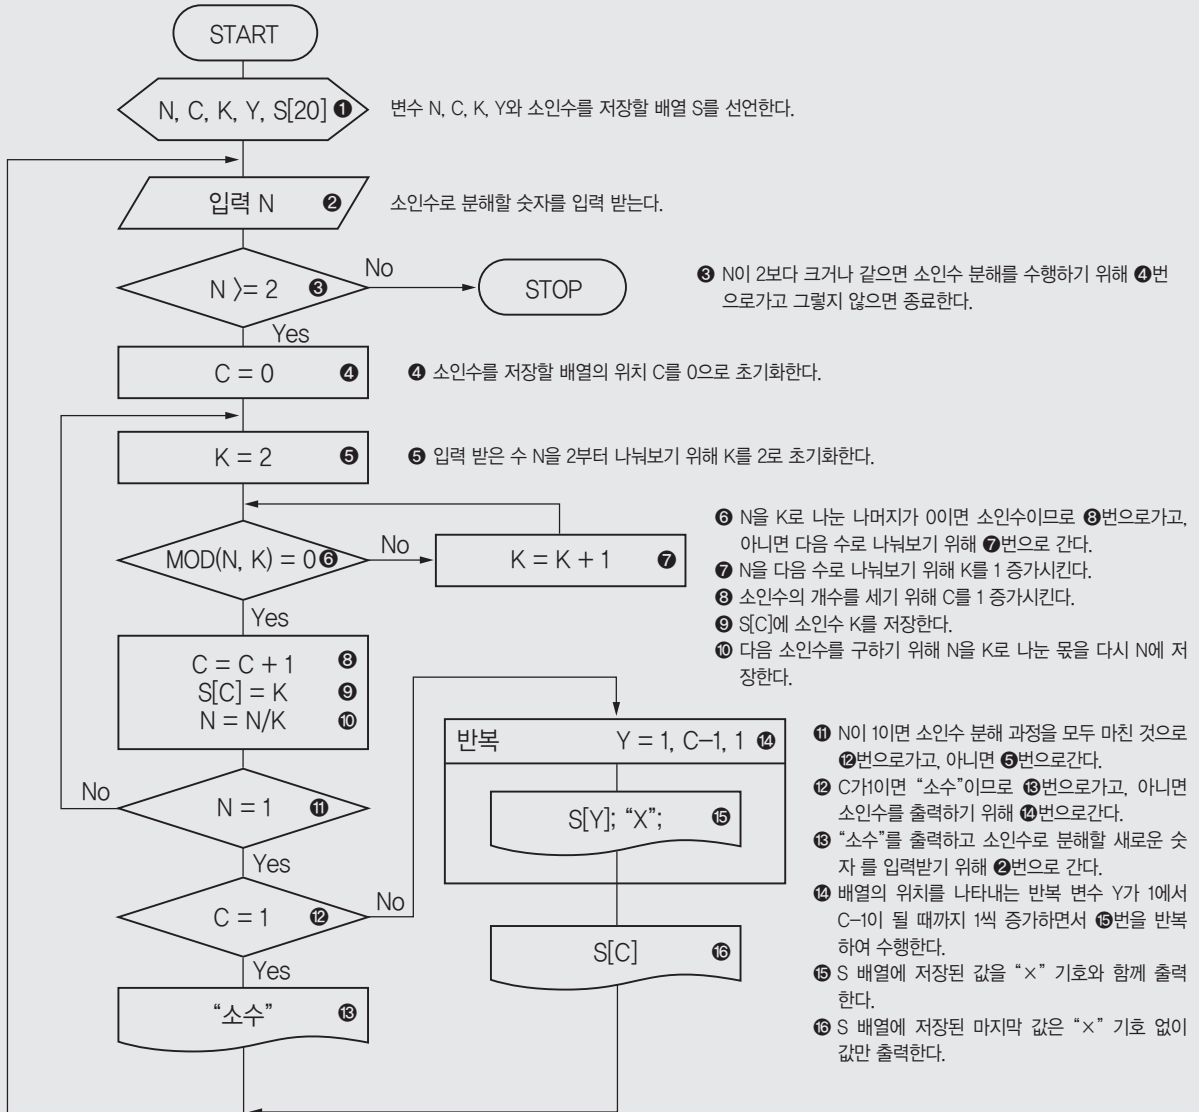 START
N, C, K, Y, S[20] ❶
변수 N, C, K, Y와 소인수를 저장할 배열 S를 선언한다.
입력 N ❷
소인수로 분해할 숫자를 입력 받는다.
N >= 2 ❸
No
STOP
❸ N이 2보다 크거나 같으면 소인수 분해를 수행하기 위해 ❹번
으로가고 그렇지 않으면 종료한다.
Yes
C = 0 ❹
❹ 소인수를 저장할 배열의 위치 C를 0으로 초기화한다.
K = 2 ❺
❺ 입력 받은 수 N을 2부터 나눠보기 위해 K를 2로 초기화한다.
MOD(N, K) = 0 ❻
No
K = K + 1 ❼
❻ N을 K로 나눈 나머지가 0이면 소인수이므로 ❽번으로가고,
아니면 다음 수로 나눠보기 위해 ❼번으로 간다.
❼ N을 다음 수로 나눠보기 위해 K를 1 증가시킨다.
❽ 소인수의 개수를 세기 위해 C를 1 증가시킨다.
❾ S[C]에 소인수 K를 저장한다.
❿ 다음 소인수를 구하기 위해 N을 K로 나눈 몫을 다시 N에 저
장한다.
Yes
C = C + 1 ❽
S[C] = K ❾
N = N/K ❿
반복 Y = 1, C−1, 1 ⓮
S[Y]; “X”; ⓯
S[C] ⓰
No
N = 1 ⓫
Yes
C = 1 ⓬
No
Yes
“소수” ⓭
⓫ N이 1이면 소인수 분해 과정을 모두 마친 것으로
⓬번으로가고, 아니면 ❺번으로간다.
⓬ C가1이면 “소수”이므로 ⓭번으로가고, 아니면
소인수를 출력하기 위해 ⓮번으로간다.
⓭ “소수”를 출력하고 소인수로 분해할 새로운 숫
자 를 입력받기 위해 ❷번으로 간다.
⓮ 배열의 위치를 나타내는 반복 변수 Y가 1에서
C−1이 될 때까지 1씩 증가하면서 ⓯번을 반복
하여 수행한다.
⓯ S 배열에 저장된 값을 “×” 기호와 함께 출력
한다.
⓰ S 배열에 저장된 마지막 값은 “×” 기호 없이
값만 출력한다.